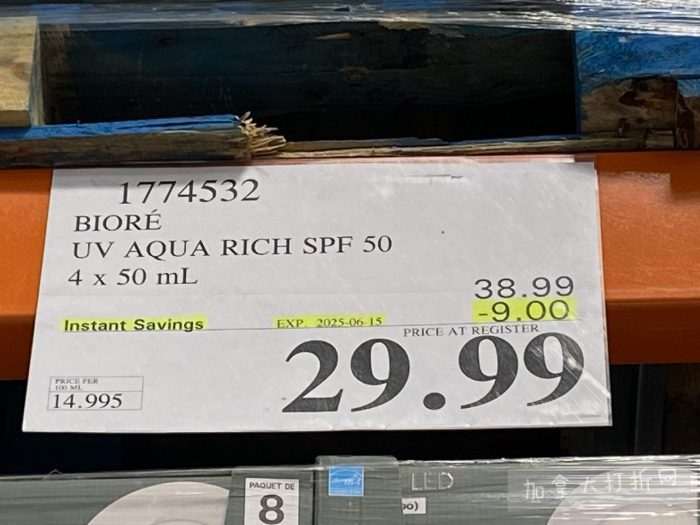 1774532
BIORÉ
UV AQUA RICH SPF 50
4 x 50 mL
38.99
Instant Savings
EXP. 2025-06-15
-9.00
PRICE AT REGISTER
29.99
PRICE PER
100 ML
14.995
PAQUET DE
8
LED
加拿大打折网